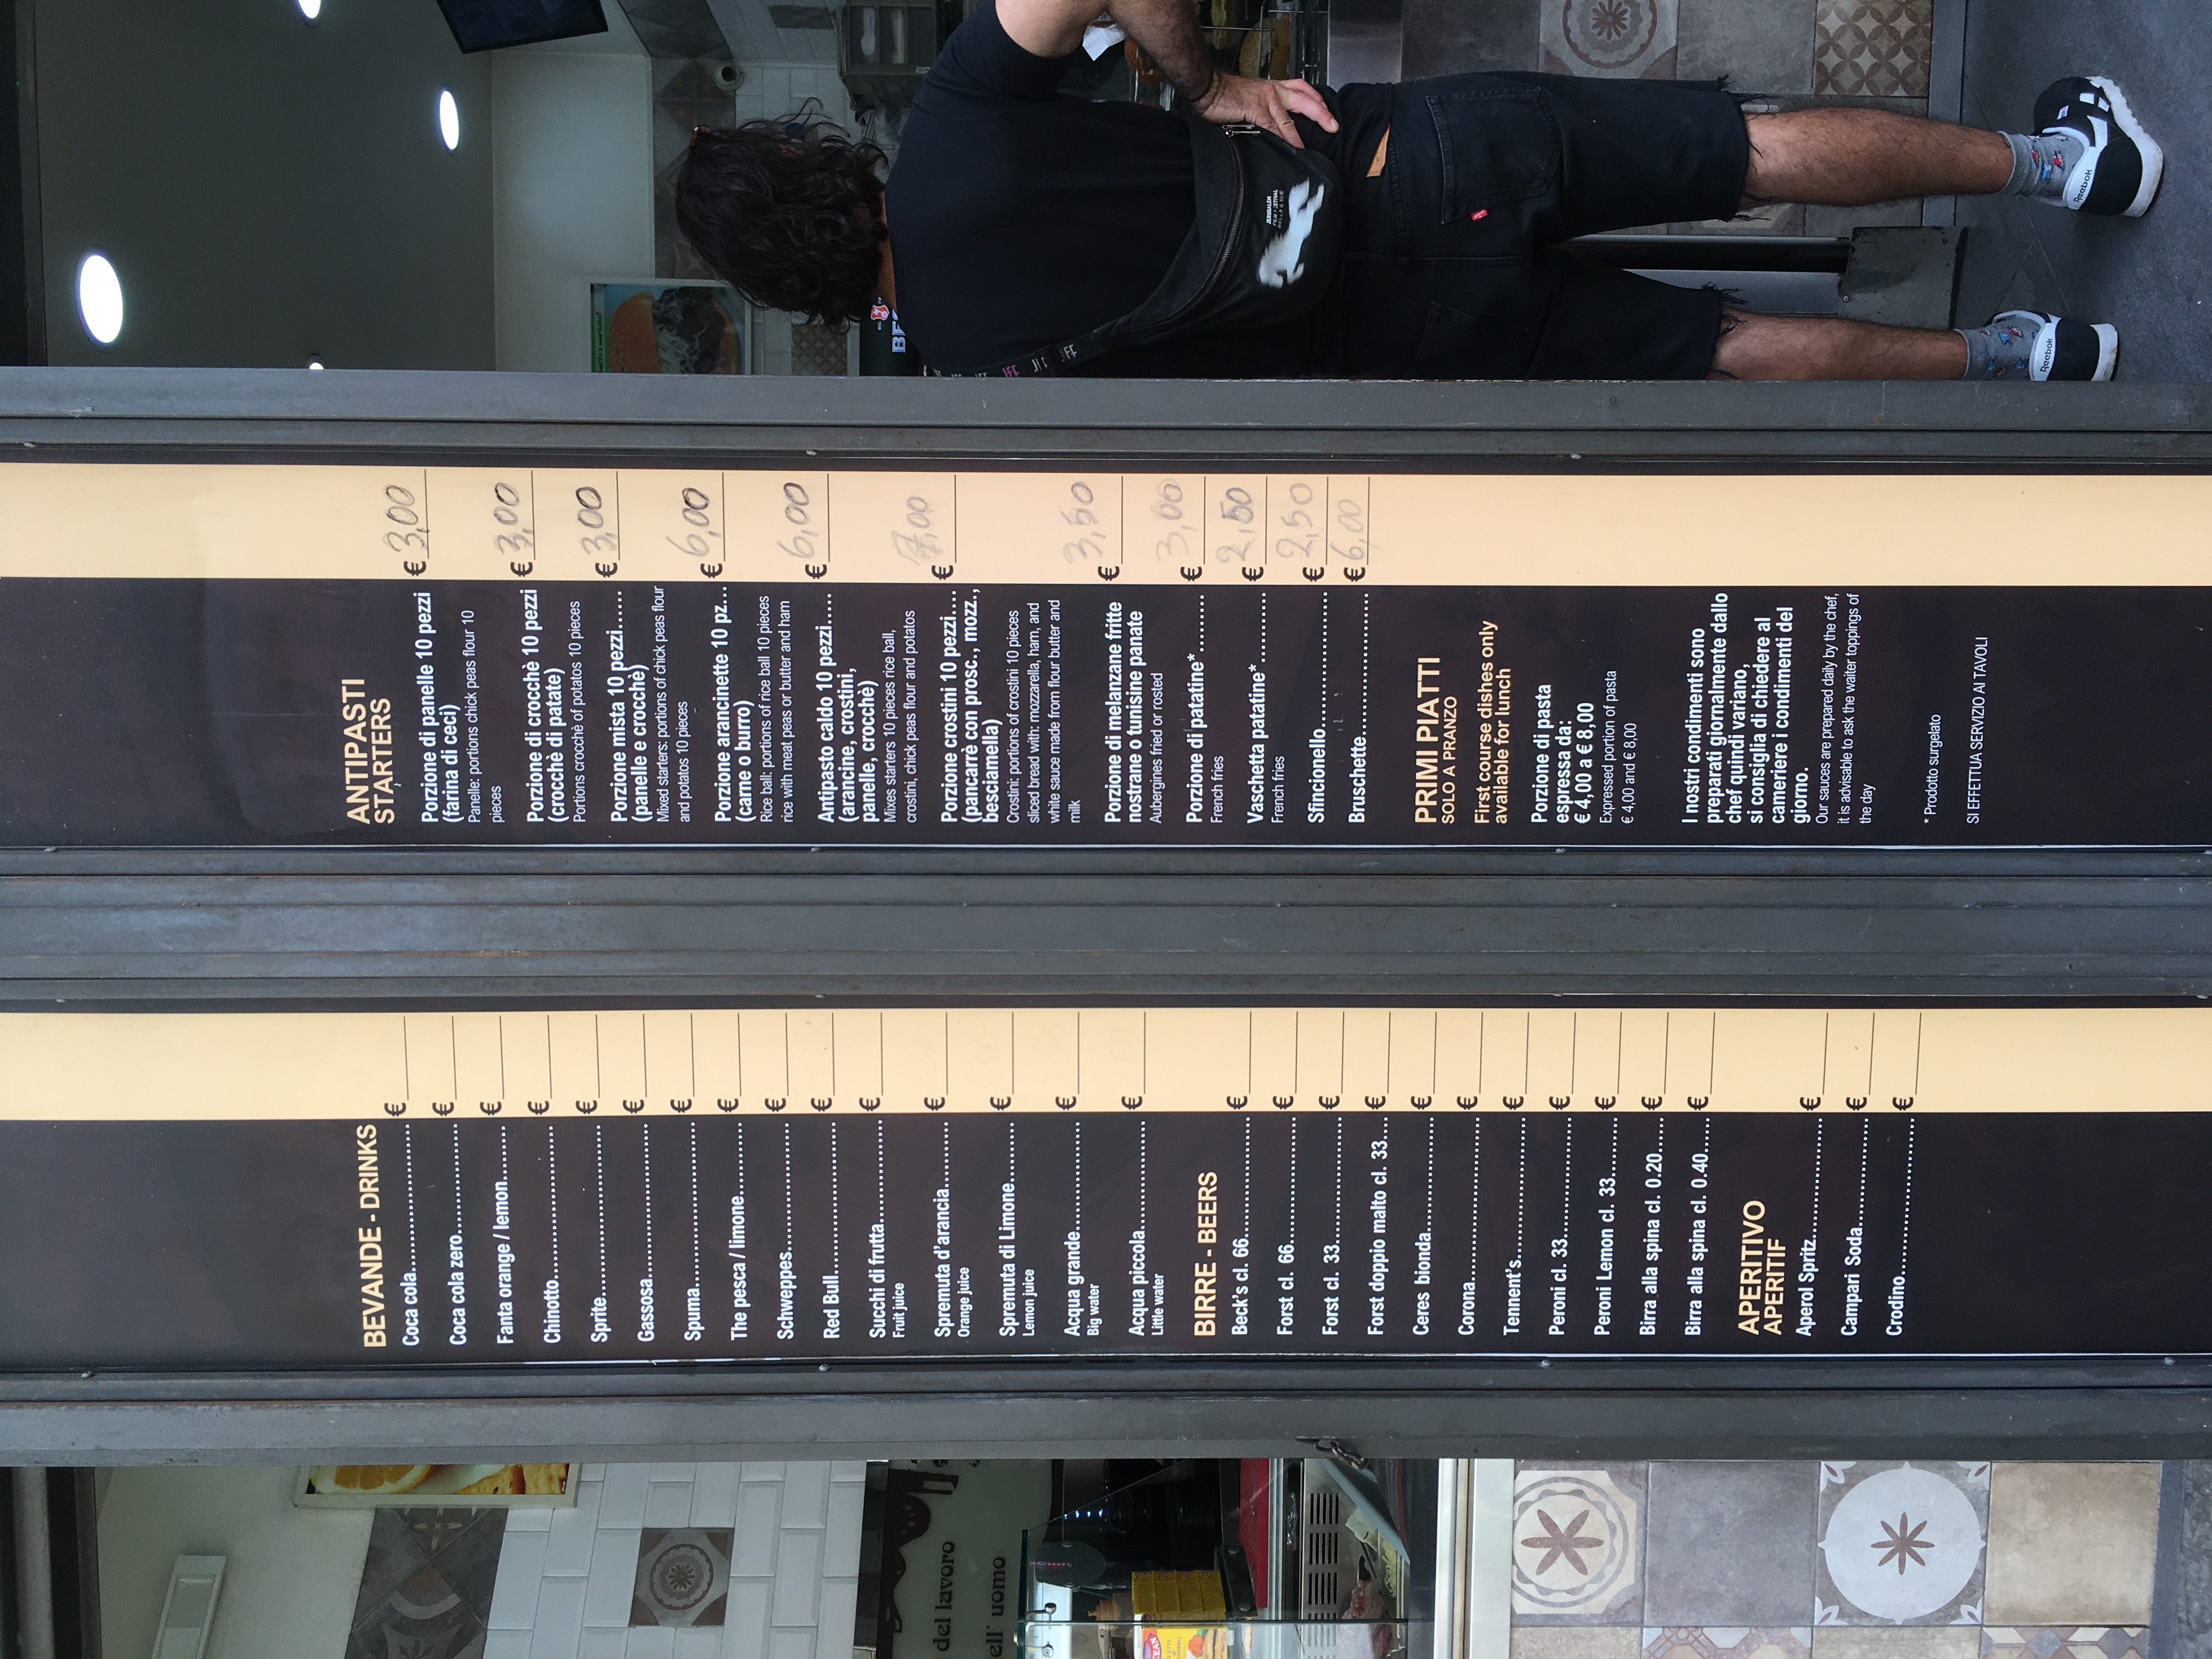 BEVANDE - DRINKS
Coca cola........................ €
Coca cola zero.................. €
Fanta orange / lemon......... €
Chinotto......................... €
Sprite............................ €
Gassosa......................... €
Spuma........................... €
The pesca / limone............ €
Schweppes..................... €
Red Bull......................... €
Succhi di frutta................. €
Fruit juice
Spremuta d'arancia........... €
Orange juice
Spremuta di Limone.......... €
Lemon juice
Acqua grande.................. €
Big water
Acqua piccola.................. €
Little water
BIRRE - BEERS
Beck's cl. 66.................... €
Forst cl. 66..................... €
Forst cl. 33..................... €
Forst doppio malto cl. 33.... €
Ceres bionda................... €
Corona........................... €
Tennent's....................... €
Peroni cl. 33.................... €
Peroni Lemon cl. 33.......... €
Birra alla spina cl. 0.20...... €
Birra alla spina cl. 0.40...... €
APERITIVO
APERITIF
Aperol Spritz.................... €
Campari Soda.................. €
Crodino.......................... €
ANTIPASTI
STARTERS
Porzione di panelle 10 pezzi € 3,00
(farina di ceci)
Panelle: portions chick peas flour 10
pieces
Porzione di crocchè 10 pezzi € 3,00
(crocchè di patate)
Portions crocchè of potatos 10 pieces
Porzione mista 10 pezzi...... € 3,00
(panelle e crocchè)
Mixed starters: portions of chick peas flour
and potatos 10 pieces
Porzione arancinette 10 pz... € 6,00
(carne o burro)
Rice ball: portions of rice ball 10 pieces
rice with meat peas or butter and ham
Antipasto caldo 10 pezzi..... € 6,00
(arancine, crostini,
panelle, crocchè)
Mixes starters 10 pieces rice ball,
crostini, chick peas flour and potatos
Porzione crostini 10 pezzi.... € 7,00
(pancarrè con prosc., mozz.,
besciamella)
Crostini: portions of crostini 10 pieces
sliced bread with: mozzarella, ham, and
white sauce made from flour butter and
milk
Porzione di melanzane fritte € 3,50
nostrane o tunisine panate
Aubergines fried or rosted
Porzione di patatine*......... € 3,00
French fries
Vaschetta patatine*........... € 2,50
French fries
Sfincionello...................... € 2,50
Bruschette....................... € 6,00
PRIMI PIATTI
SOLO A PRANZO
First course dishes only
available for lunch
Porzione di pasta
espressa da:
€ 4,00 a € 8,00
Expressed portion of pasta
€ 4,00 and € 8,00
I nostri condimenti sono
preparati giornalmente dallo
chef quindi variano,
si consiglia di chiedere al
cameriere i condimenti del
giorno.
Our sauces are prepared daily by the chef,
it is advisable to ask the waiter toppings of
the day
* Prodotto surgelato
SI EFFETTUA SERVIZIO AI TAVOLI
del lavoro
ell' uomo
JERUSALEM
Reebok
Reebok